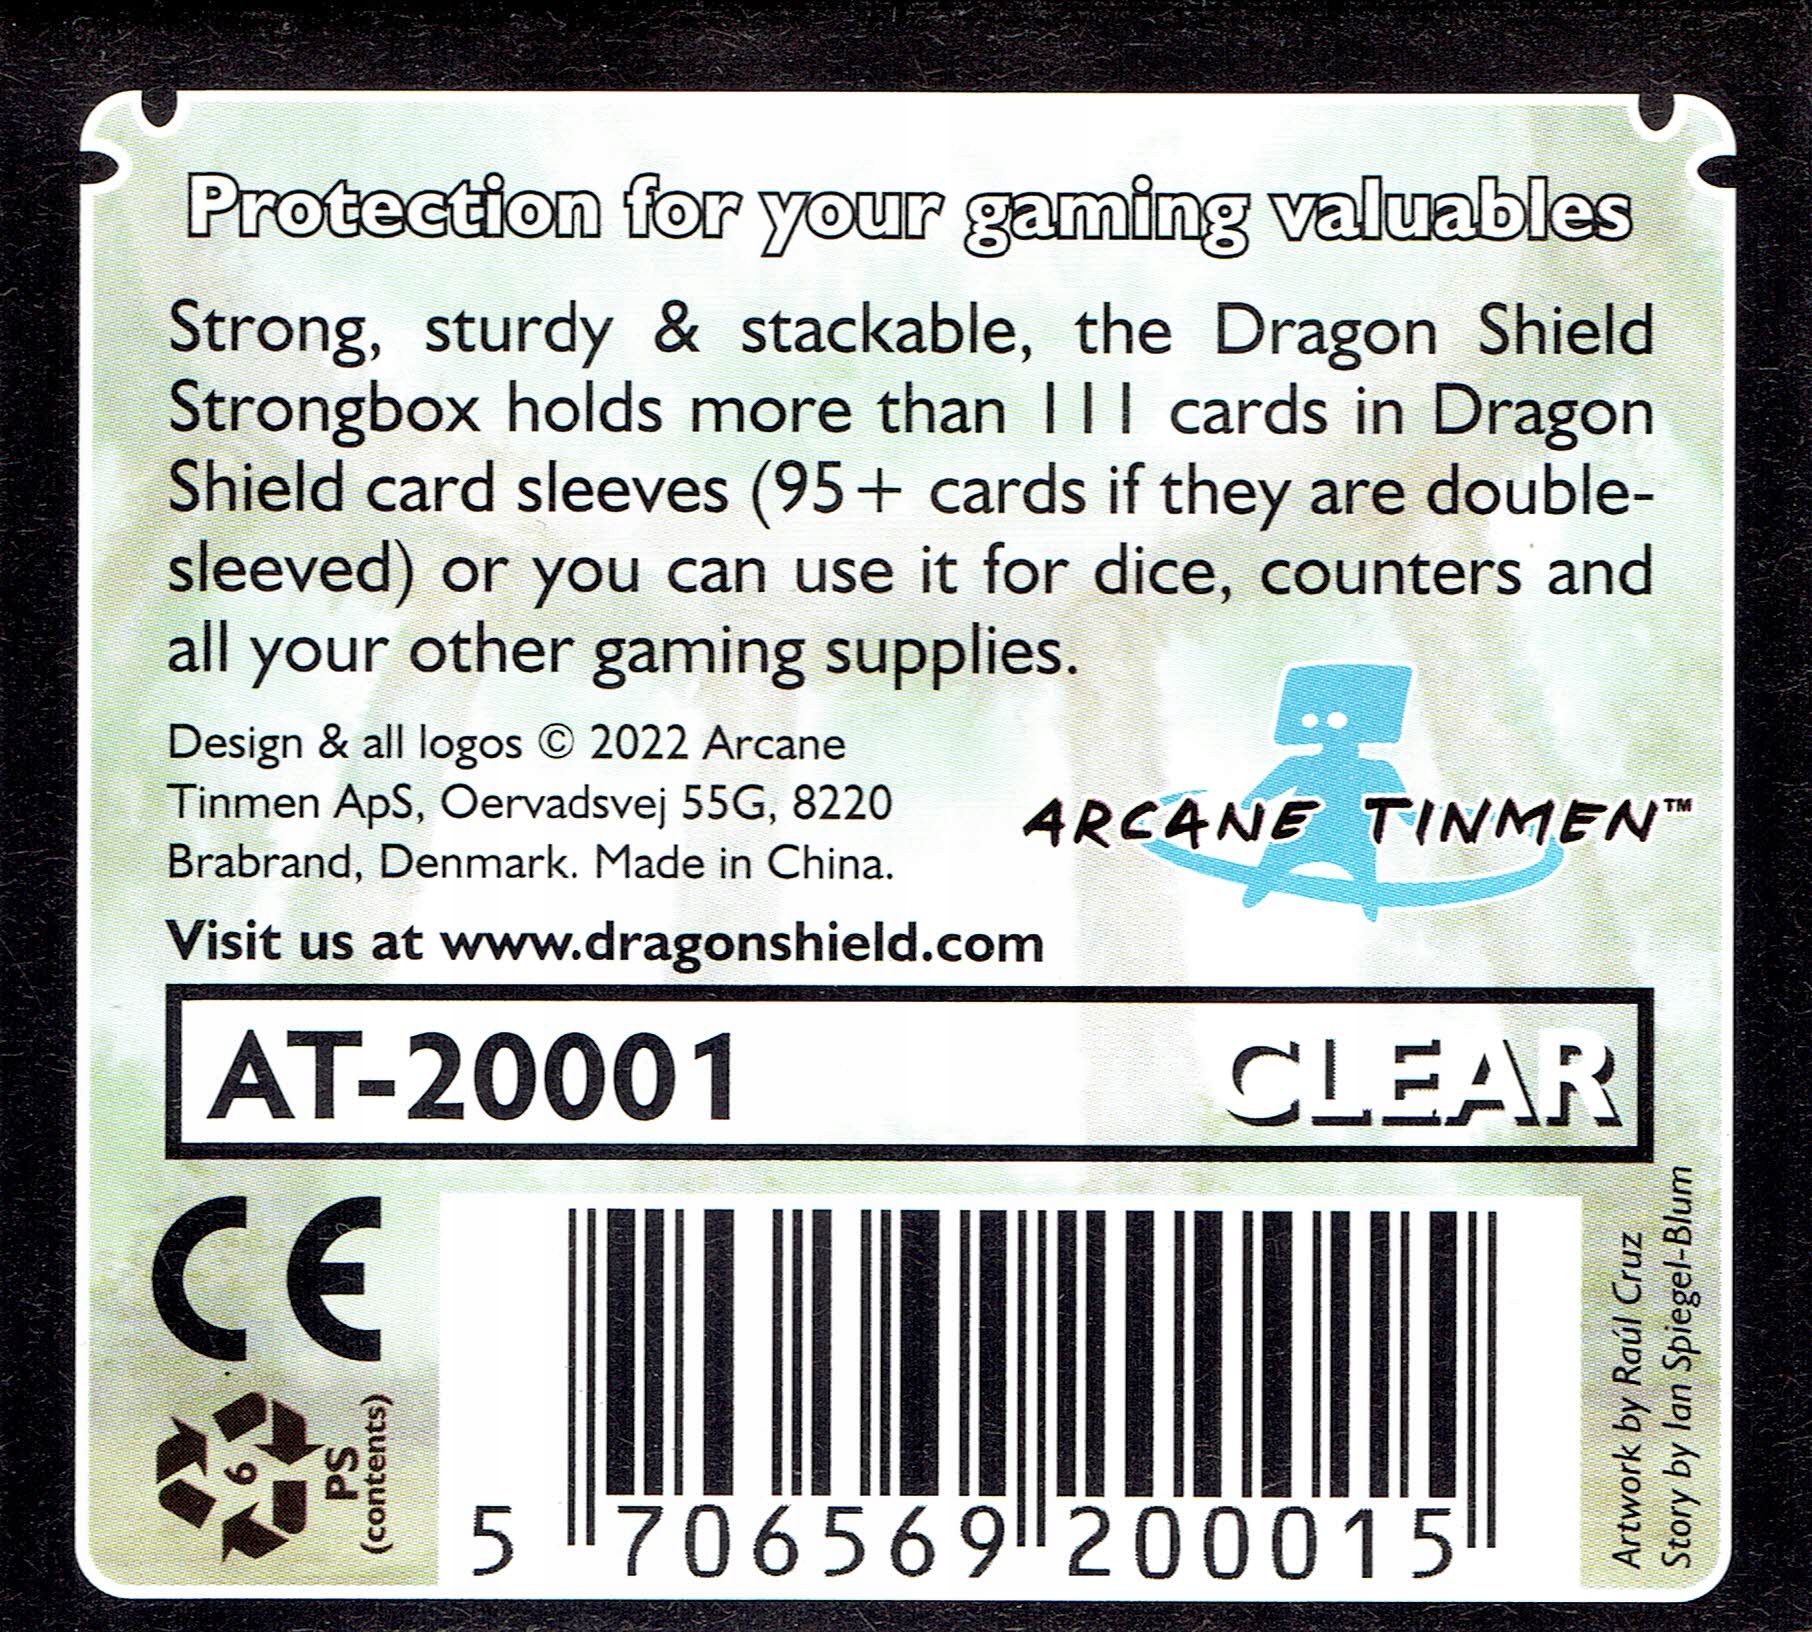 Protection for your gaming valuables
Strong, sturdy & stackable, the Dragon Shield
Strongbox holds more than 111 cards in Dragon
Shield card sleeves (95+ cards if they are double-
sleeved) or you can use it for dice, counters and
all your other gaming supplies.
Design & all logos © 2022 Arcane
Tinmen ApS, Oervadsvej 55G, 8220
Brabrand, Denmark. Made in China.
ARCANE TINMEN™
Visit us at www.dragonshield.com
AT-20001 CLEAR
CE
6
PS
(contents)
5 706569 200015
Artwork by Raúl Cruz
Story by Ian Spiegel-Blum